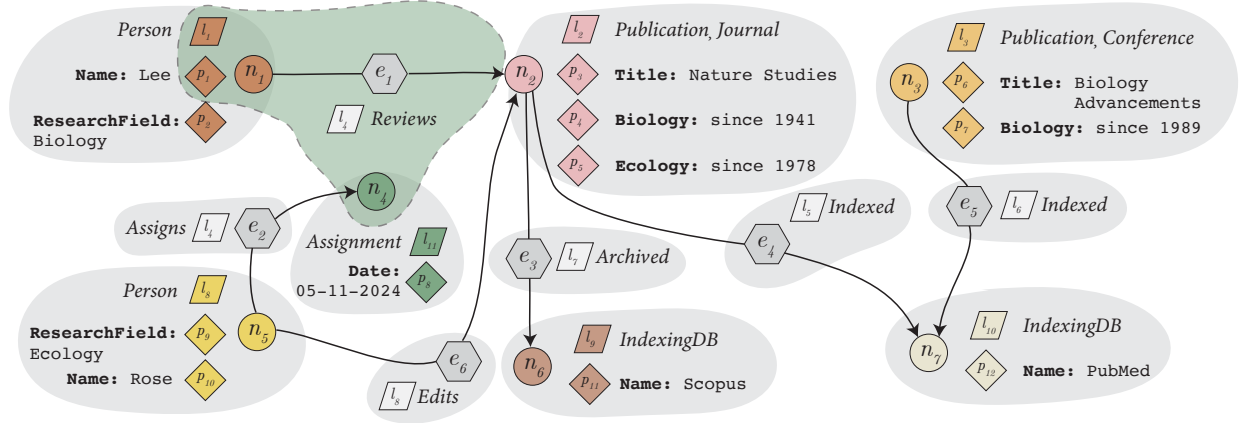 Person l₁
Name: Lee p₁ n₁
ResearchField: p₂
Biology
e₁
l₄ Reviews
n₂ l₂ Publication, Journal
p₃ Title: Nature Studies
p₄ Biology: since 1941
p₅ Ecology: since 1978
n₃ l₃ Publication, Conference
p₆ Title: Biology
Advancements
p₇ Biology: since 1989
n₄
Assigns l₄ e₂
Assignment l₁₁
Date: p₈
05-11-2024
l₅ Indexed
e₄
e₅ l₆ Indexed
e₃ l₇ Archived
Person l₈
ResearchField: p₉ n₅
Ecology
Name: Rose p₁₀
e₆
l₈ Edits
l₉ IndexingDB
n₆ p₁₁ Name: Scopus
l₁₀ IndexingDB
n₇ p₁₂ Name: PubMed